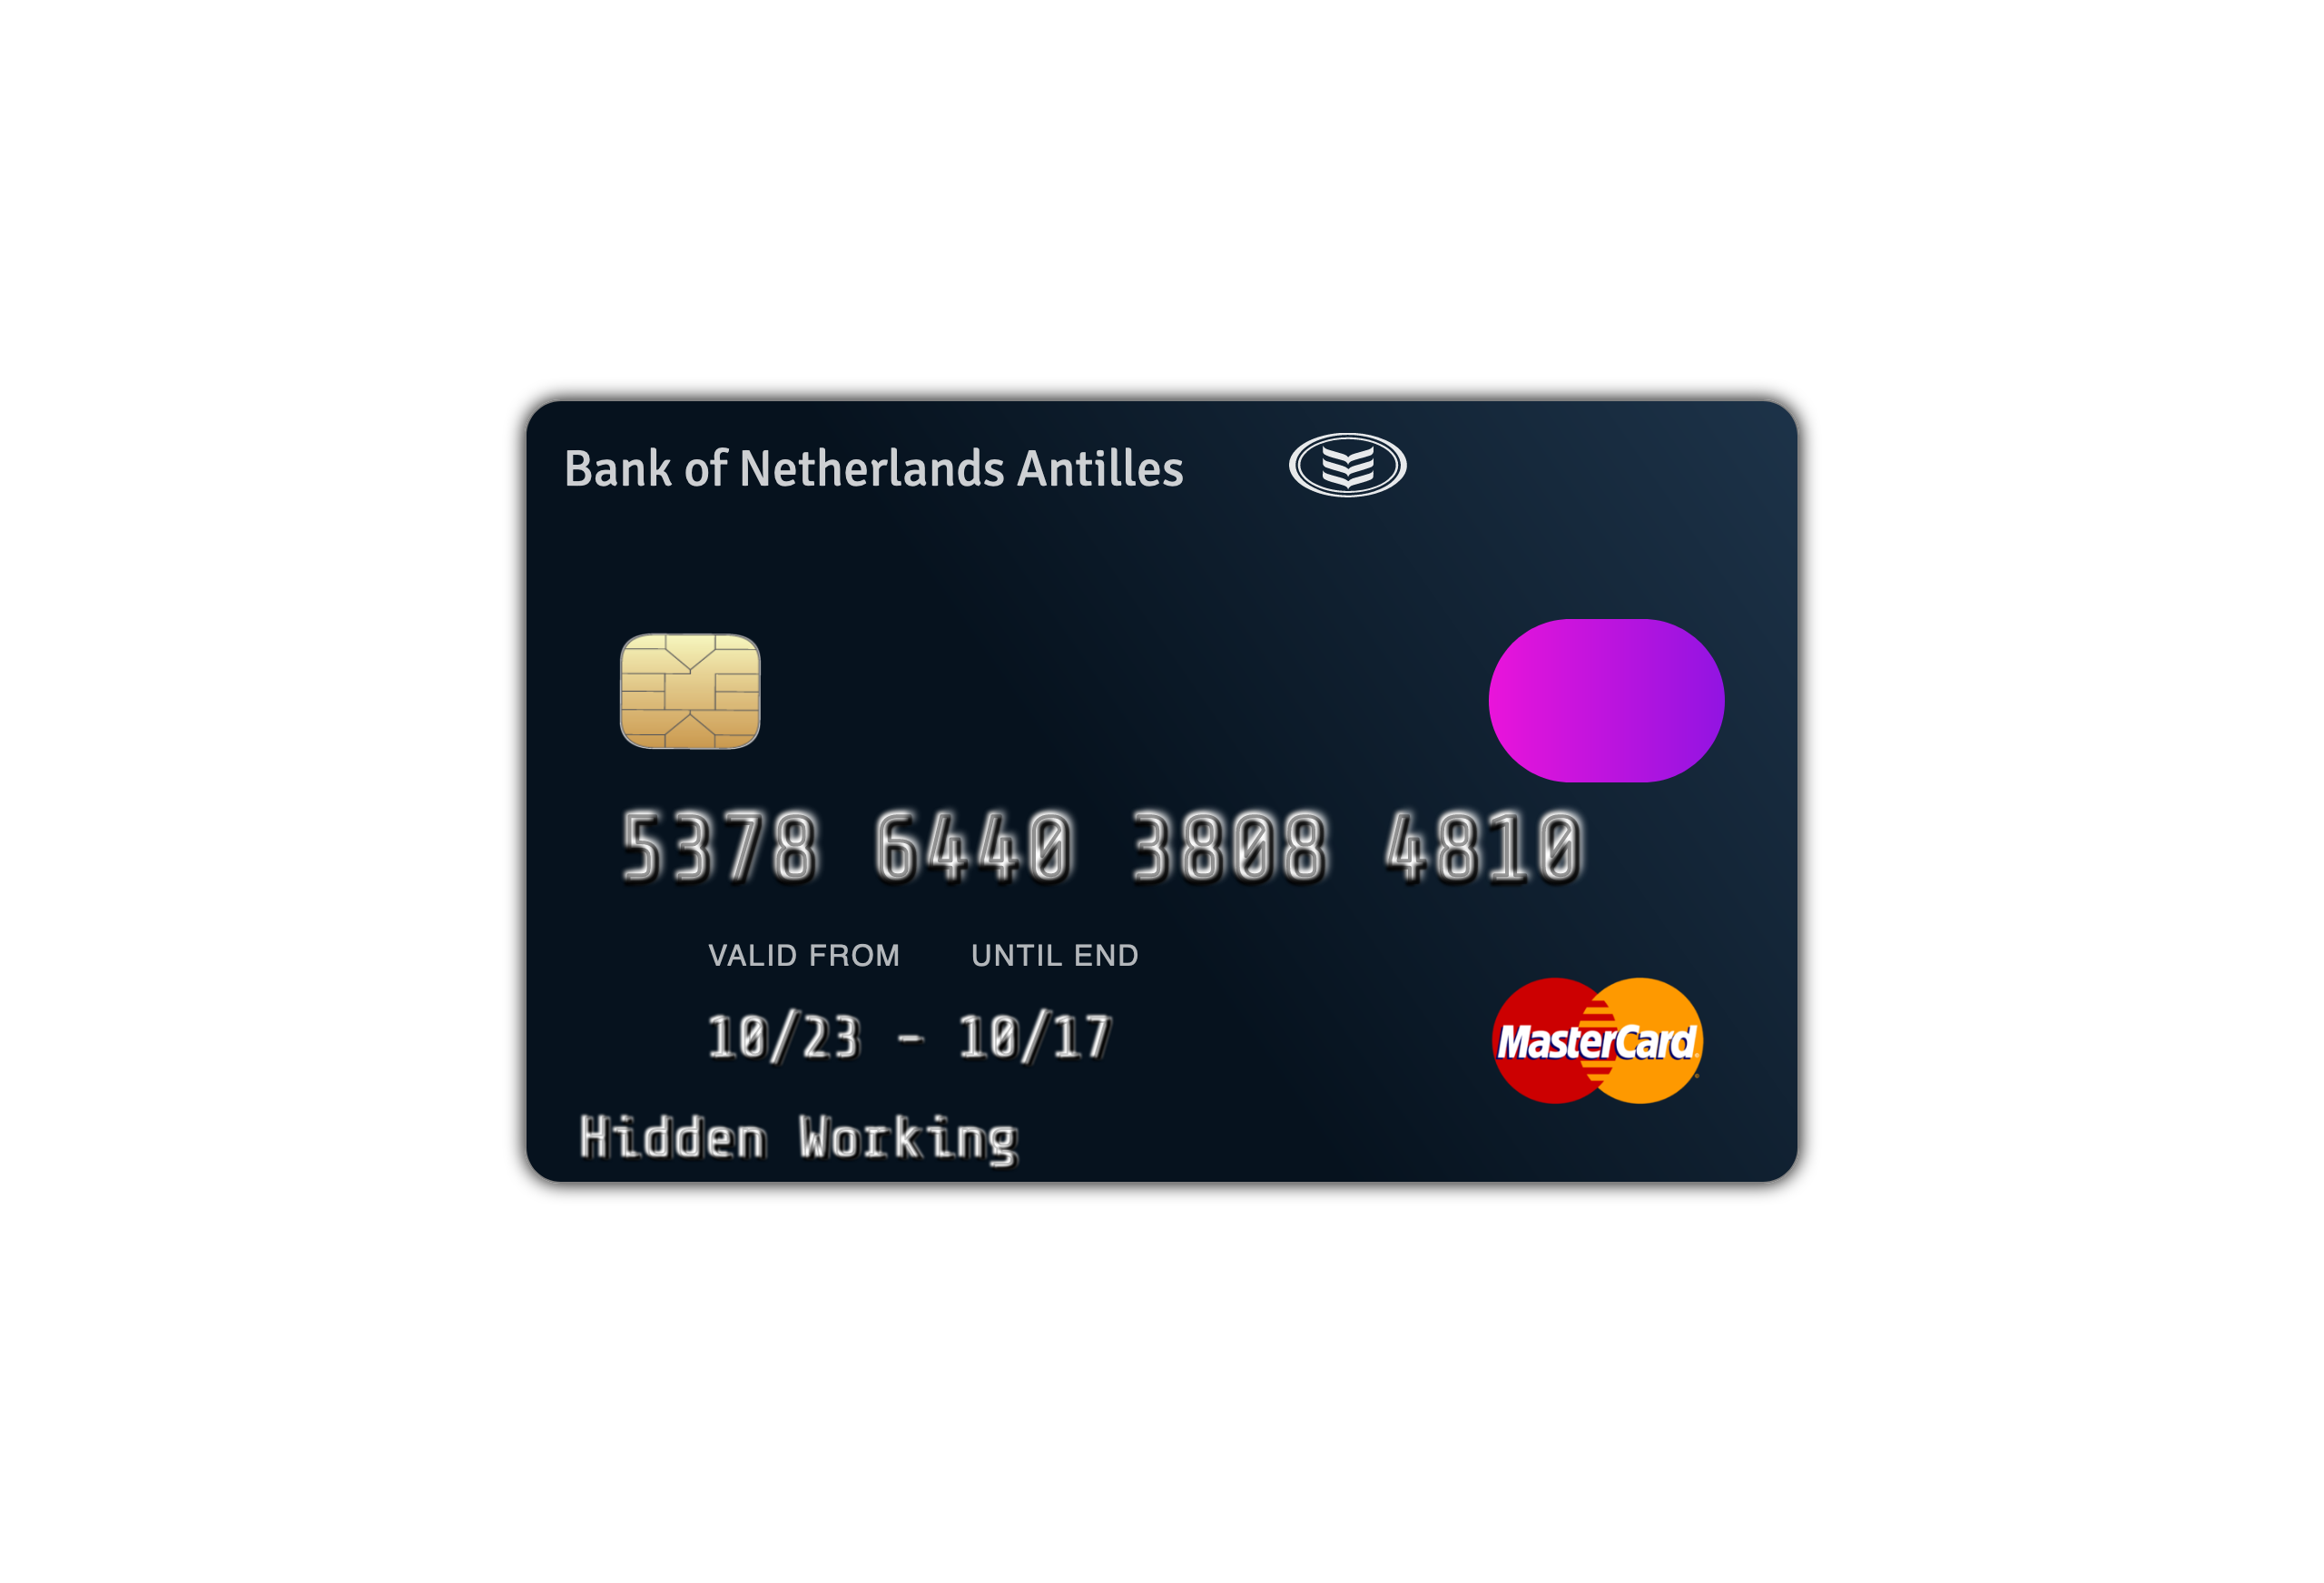 Bank of Netherlands Antilles
5378 6440 3808 4810
VALID FROM UNTIL END
10/23 - 10/17
MasterCard
Hidden Working